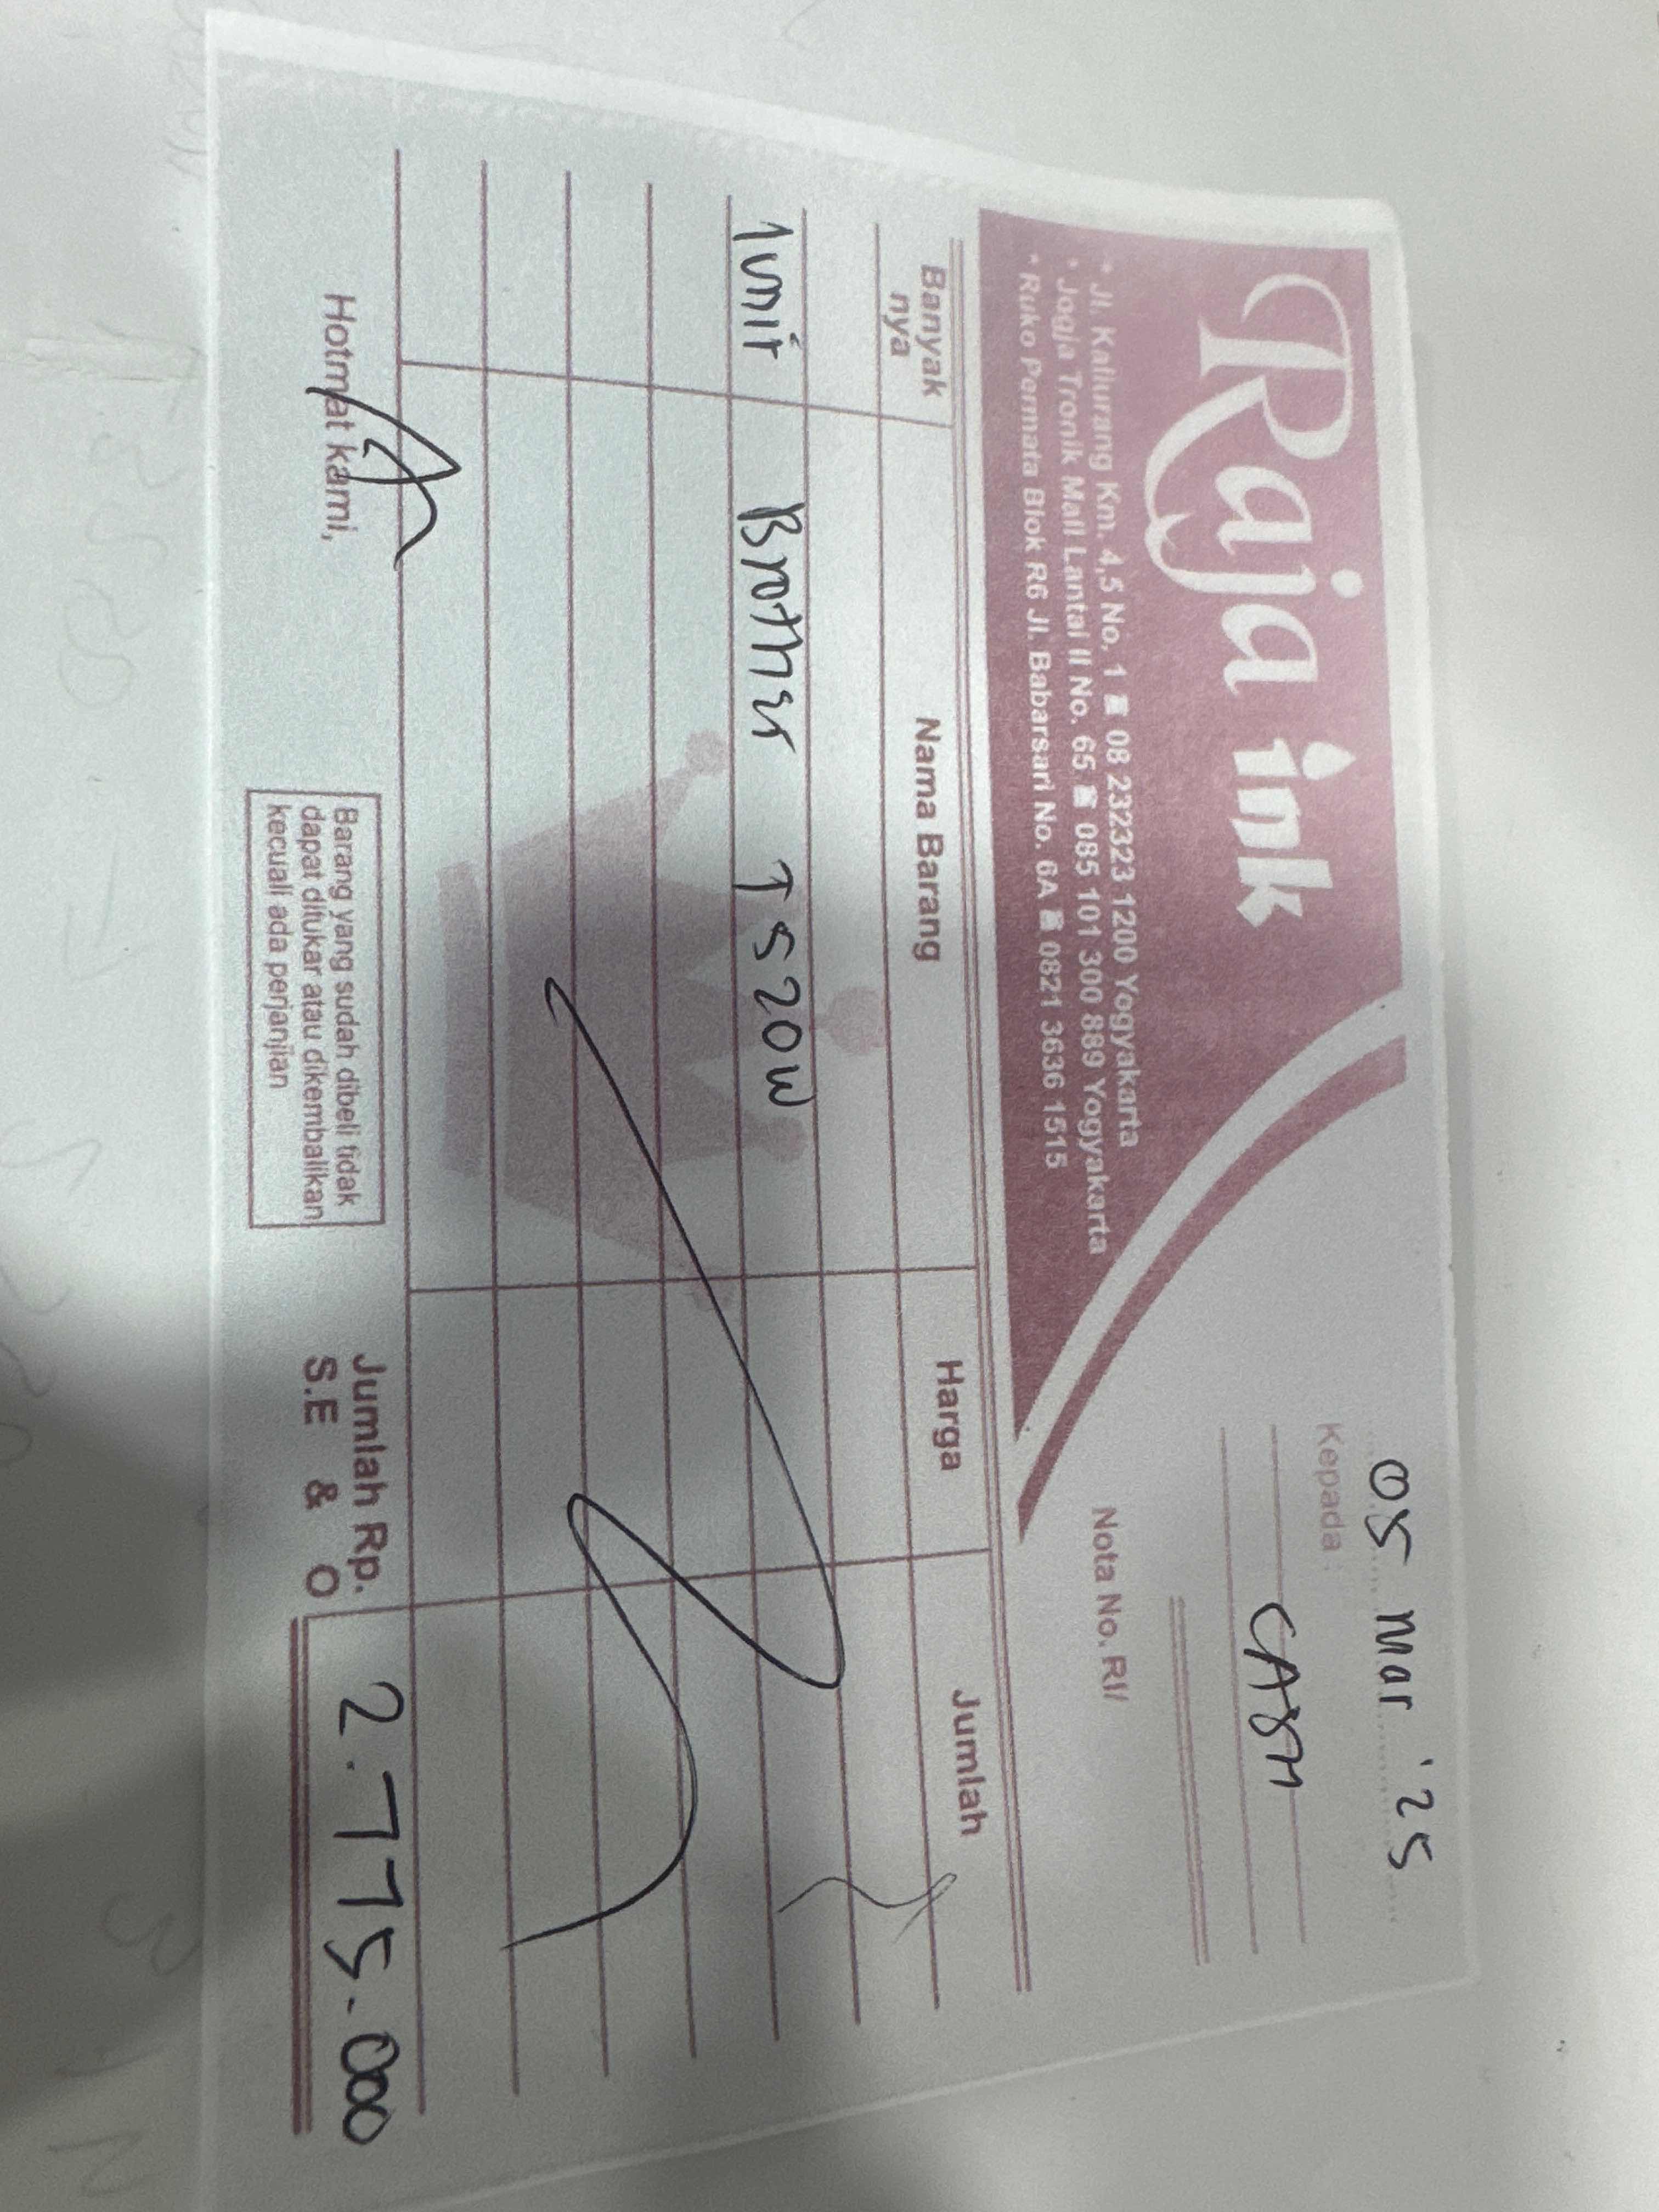 Raja ink
* Jl. Kaliurang Km. 4,5 No, 1 ☎ 08 232323 1200 Yogyakarta
* Jogja Tronik Mall Lantai II No. 65 ☎ 085 101 300 889 Yogyakarta
* Ruko Permata Blok R6 Jl. Babarsari No. 6A ☎ 0821 3636 1515
05 Mar '25
Kepada :
CASH
Nota No. RI/
Banyak nya Nama Barang Harga Jumlah
1 unit Brother T520W
Hotmat kami,
Barang yang sudah dibeli tidak
dapat ditukar atau dikembalikan
kecuali ada perjanjian
Jumlah Rp. 2.775.000
S.E & O